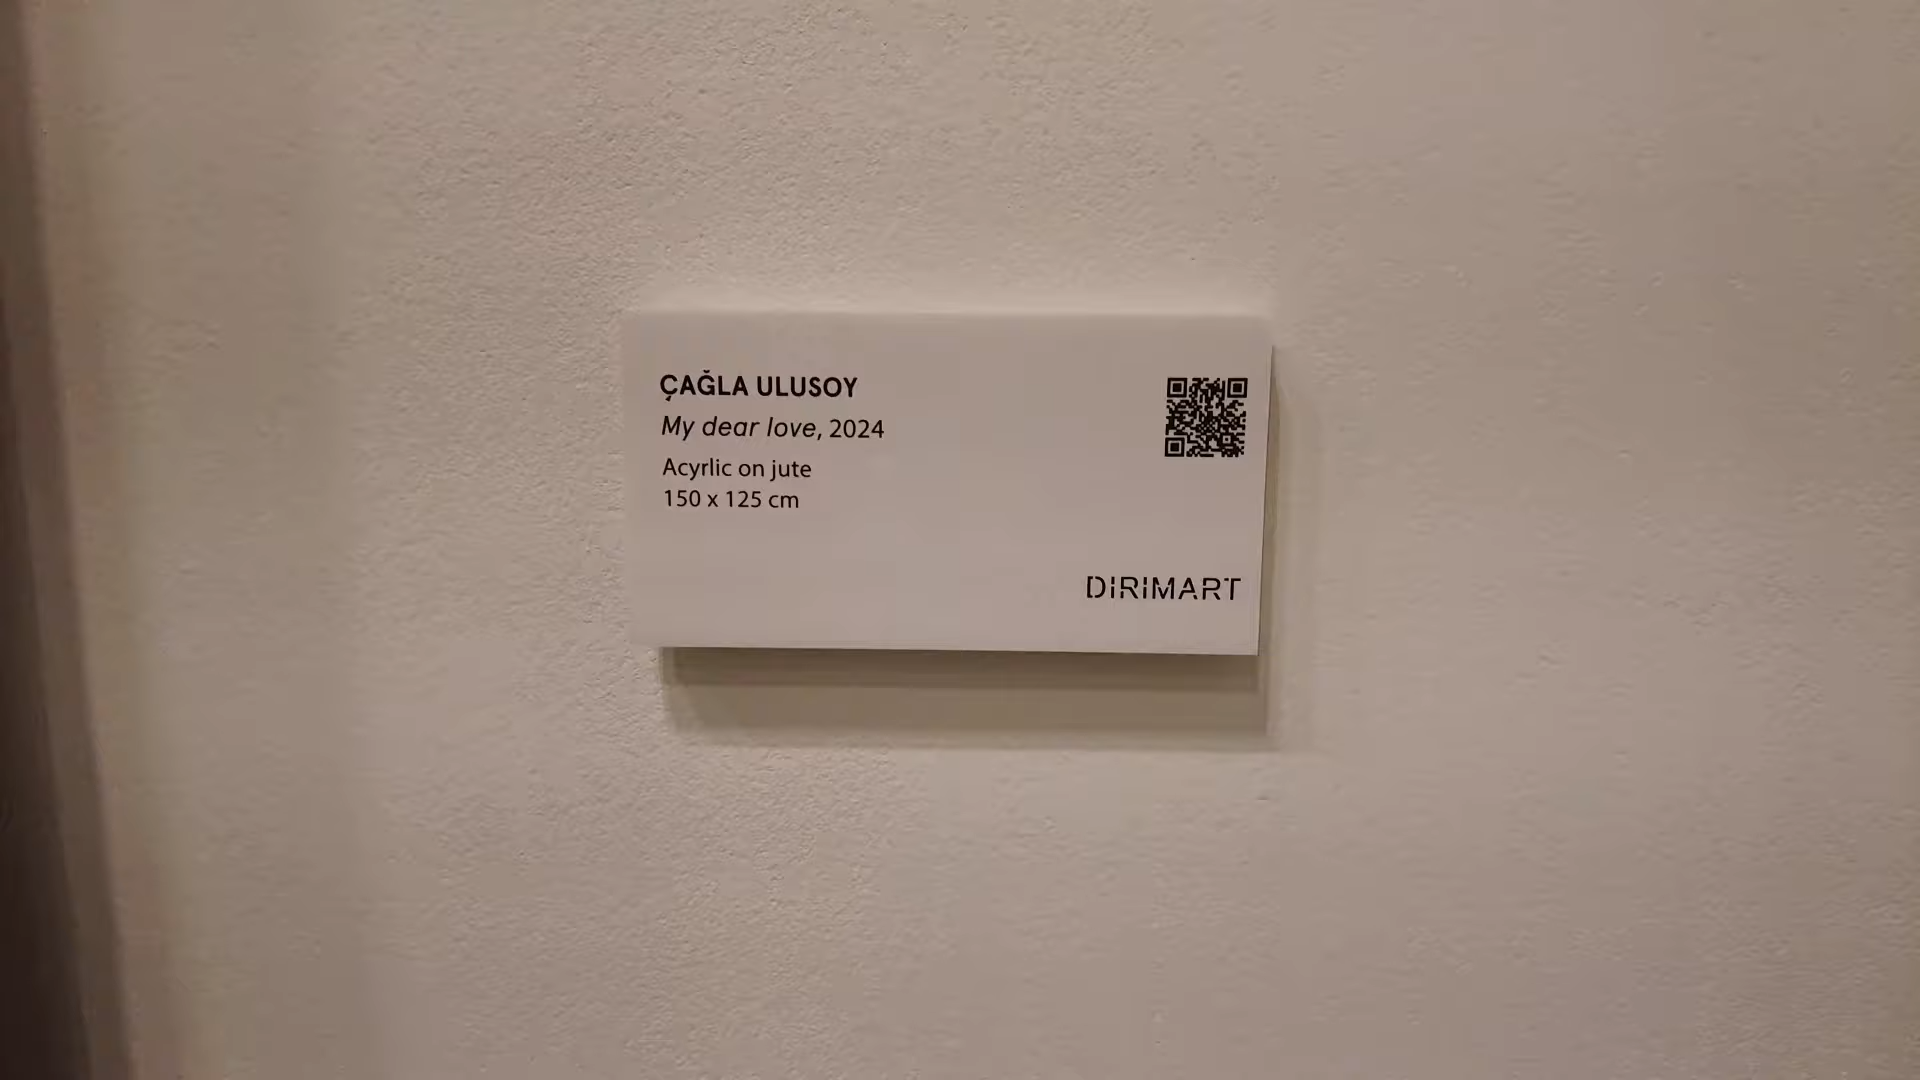 ÇAĞLA ULUSOY
My dear love, 2024
Acyrlic on jute
150 x 125 cm
DIRIMART